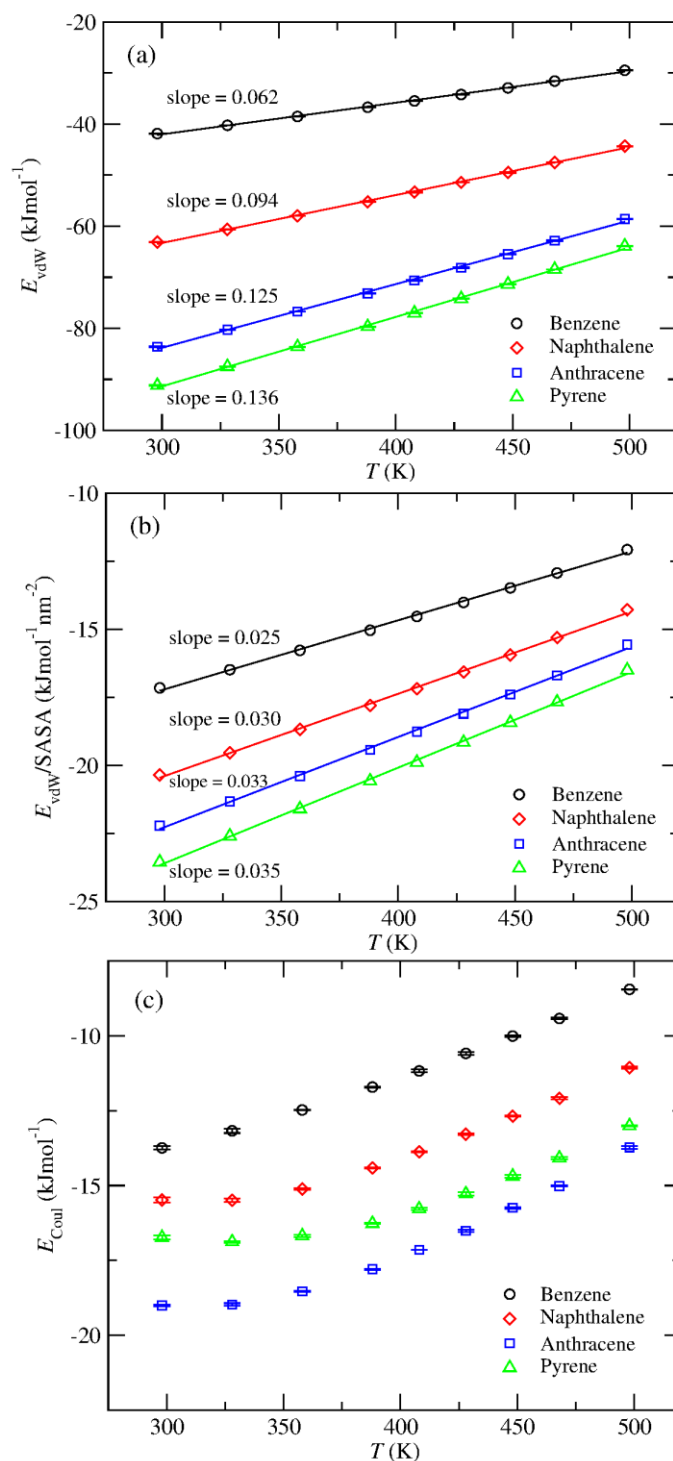 (a)
-20
-40
-60
-80
-100
E_vdW (kJmol⁻¹)
slope = 0.062
slope = 0.094
slope = 0.125
slope = 0.136
Benzene
Naphthalene
Anthracene
Pyrene
300 350 400 450 500
T (K)
(b)
-10
-15
-20
-25
E_vdW/SASA (kJmol⁻¹nm⁻²)
slope = 0.025
slope = 0.030
slope = 0.033
slope = 0.035
Benzene
Naphthalene
Anthracene
Pyrene
300 350 400 450 500
T (K)
(c)
-10
-15
-20
E_Coul (kJmol⁻¹)
Benzene
Naphthalene
Anthracene
Pyrene
300 350 400 450 500
T (K)